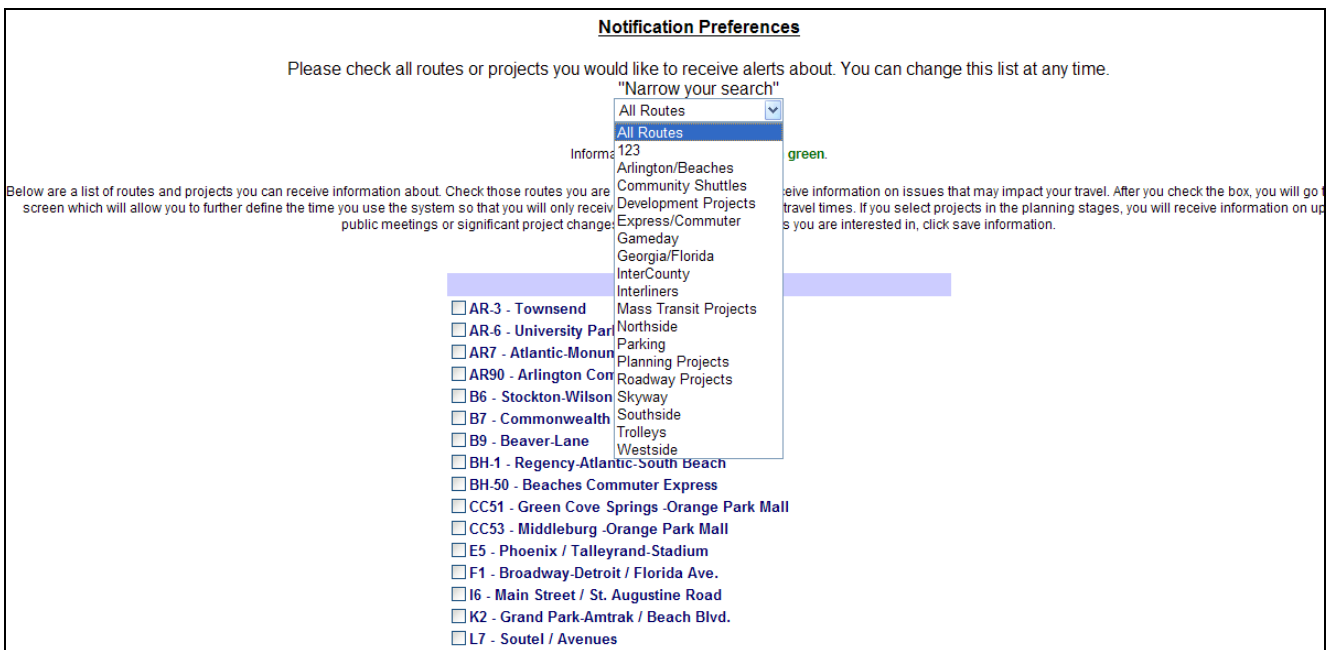 Notification Preferences
Please check all routes or projects you would like to receive alerts about. You can change this list at any time.
"Narrow your search"
All Routes
All Routes
123
Arlington/Beaches
Community Shuttles
Development Projects
Express/Commuter
Gameday
Georgia/Florida
InterCounty
Interliners
Mass Transit Projects
Northside
Parking
Planning Projects
Roadway Projects
Skyway
Southside
Trolleys
Westside
green.
Below are a list of routes and projects you can receive information about. Check those routes you are information on issues that may impact your travel. After you check the box, you will go
screen which will allow you to further define the time you use the system so that you will only travel times. If you select projects in the planning stages, you will receive information on
public meetings or significant project you are interested in, click save information.
AR-3 - Townsend
AR-6 - University
AR7 - Atlantic-
AR90 - Arlington
B6 - Stockton-Wilson
B7 - Commonwealth
B9 - Beaver-Lane
BH-1 - Regency-Atlantic-South Beach
BH-50 - Beaches Commuter Express
CC51 - Green Cove Springs -Orange Park Mall
CC53 - Middleburg -Orange Park Mall
E5 - Phoenix / Talleyrand-Stadium
F1 - Broadway-Detroit / Florida Ave.
I6 - Main Street / St. Augustine Road
K2 - Grand Park-Amtrak / Beach Blvd.
L7 - Soutel / Avenues